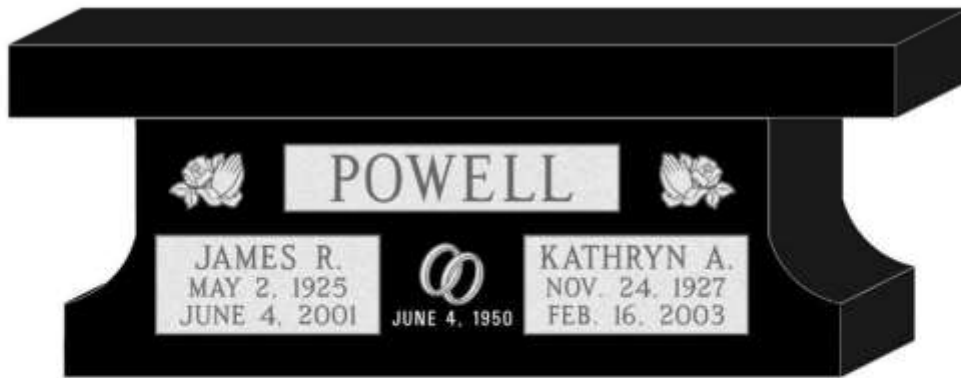 POWELL
JAMES R.
MAY 2, 1925
JUNE 4, 2001
JUNE 4, 1950
KATHRYN A.
NOV. 24, 1927
FEB. 16, 2003